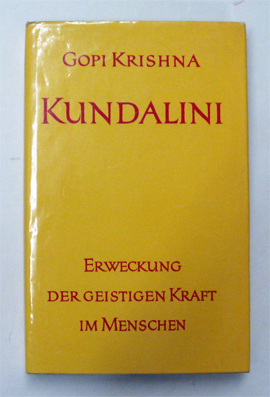 GOPI KRISHNA
KUNDALINI
ERWECKUNG
DER GEISTIGEN KRAFT
IM MENSCHEN